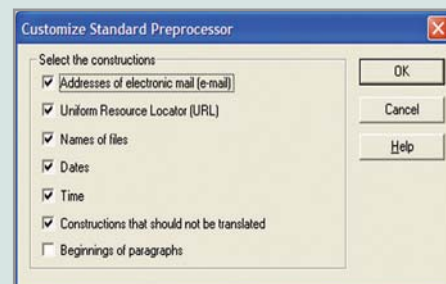 Customize Standard Preprocessor
Select the constructions
Addresses of electronic mail (e-mail)
Uniform Resource Locator (URL)
Names of files
Dates
Time
Constructions that should not be translated
Beginnings of paragraphs
OK
Cancel
Help